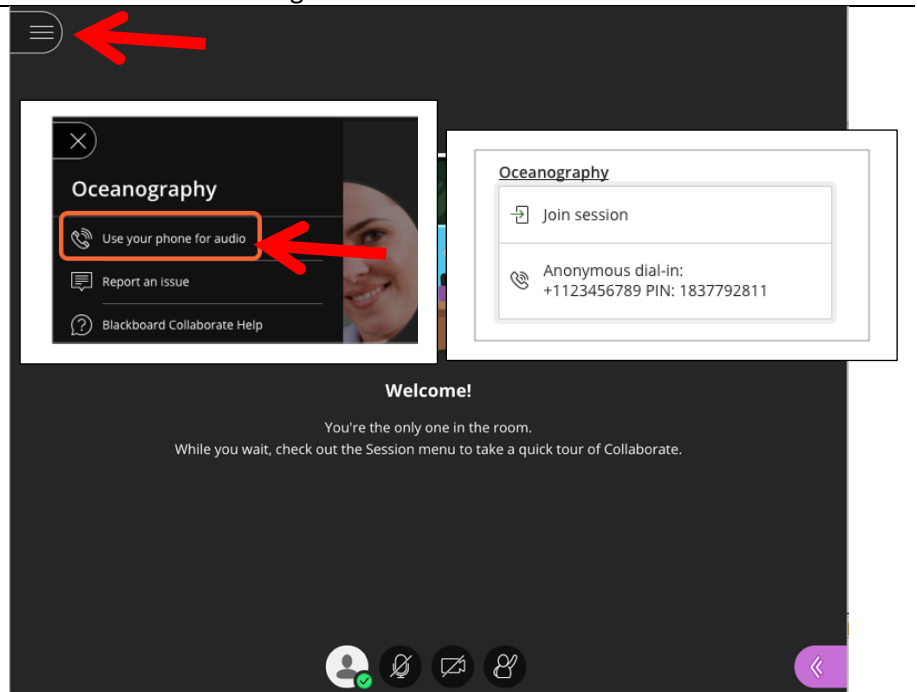 Oceanography
Use your phone for audio
Report an issue
Blackboard Collaborate Help
Oceanography
Join session
Anonymous dial-in:
+1123456789 PIN: 1837792811
Welcome!
You're the only one in the room.
While you wait, check out the Session menu to take a quick tour of Collaborate.